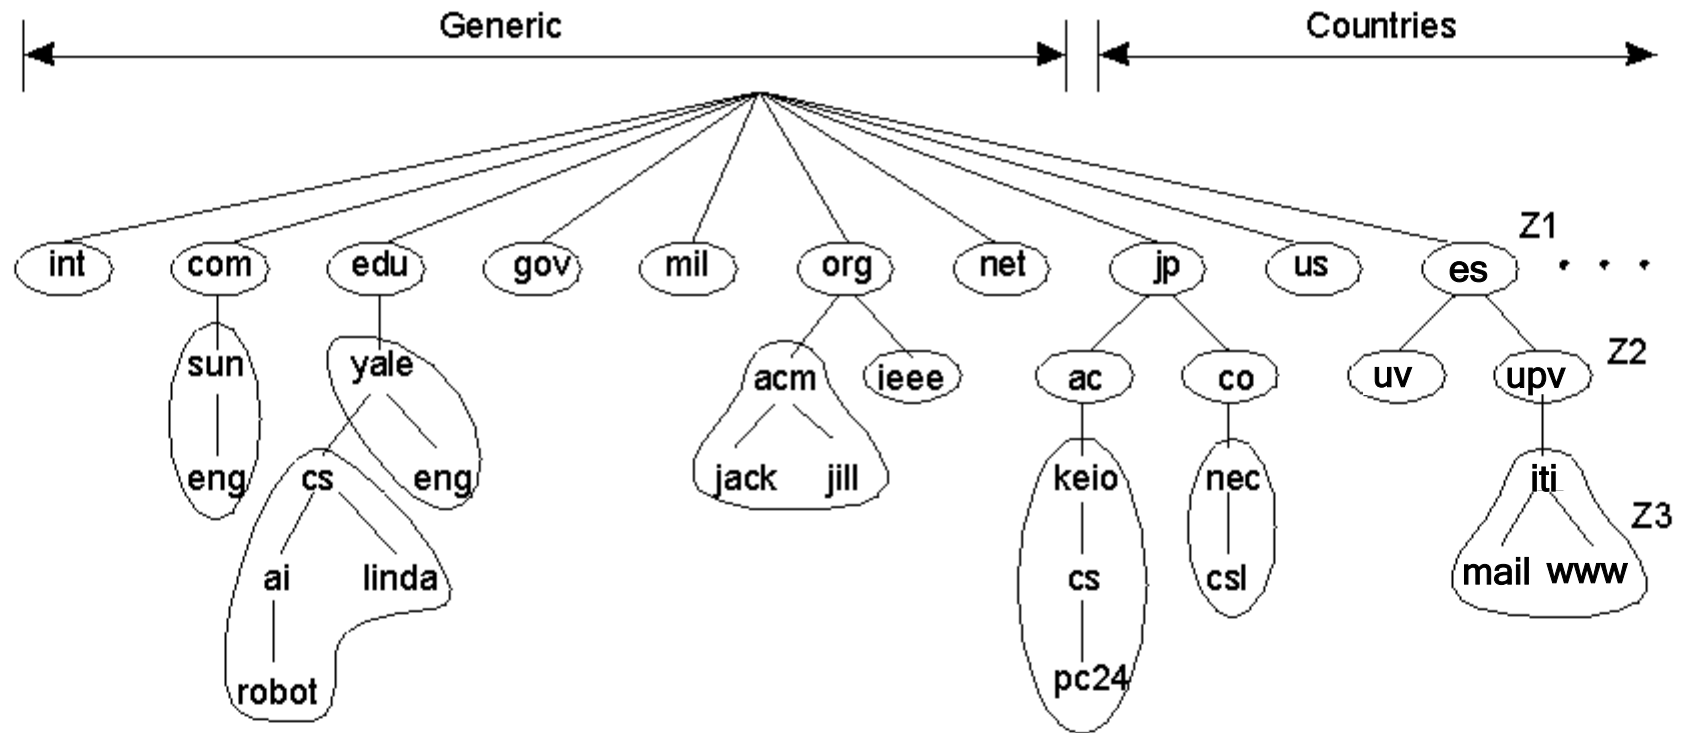 Generic Countries
Z1
int com edu gov mil org net jp us es . . .
Z2
sun yale acm ieee ac co uv upv
eng cs eng jack jill keio nec iti
Z3
ai linda cs csl mail www
robot pc24